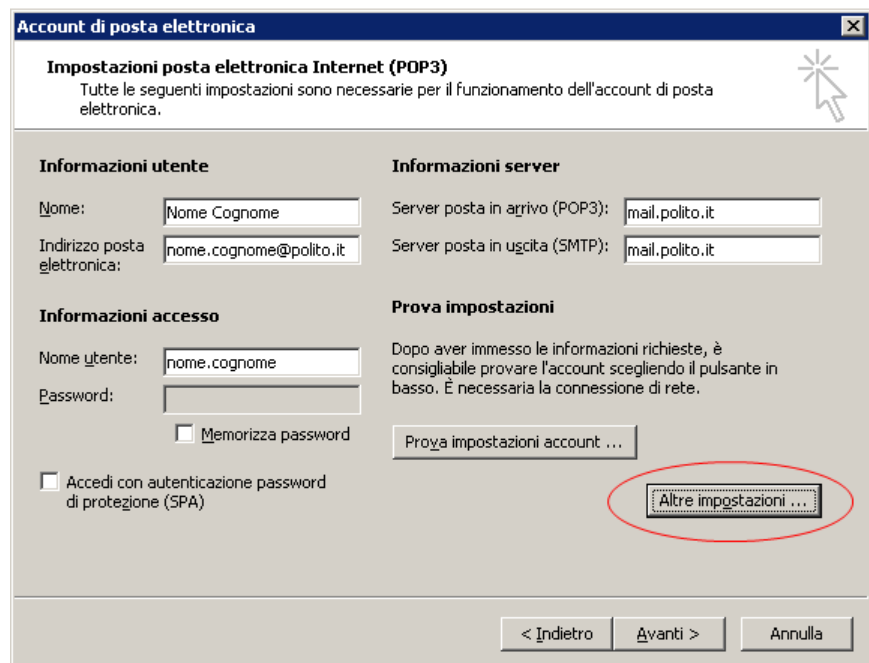 Account di posta elettronica
Impostazioni posta elettronica Internet (POP3)
Tutte le seguenti impostazioni sono necessarie per il funzionamento dell'account di posta
elettronica.
Informazioni utente
Nome:
Nome Cognome
Indirizzo posta
elettronica:
nome.cognome@polito.it
Informazioni accesso
Nome utente:
nome.cognome
Password:
Memorizza password
Accedi con autenticazione password
di protezione (SPA)
Informazioni server
Server posta in arrivo (POP3):
mail.polito.it
Server posta in uscita (SMTP):
mail.polito.it
Prova impostazioni
Dopo aver immesso le informazioni richieste, è
consigliabile provare l'account scegliendo il pulsante in
basso. È necessaria la connessione di rete.
Prova impostazioni account ...
Altre impostazioni ...
< Indietro
Avanti >
Annulla